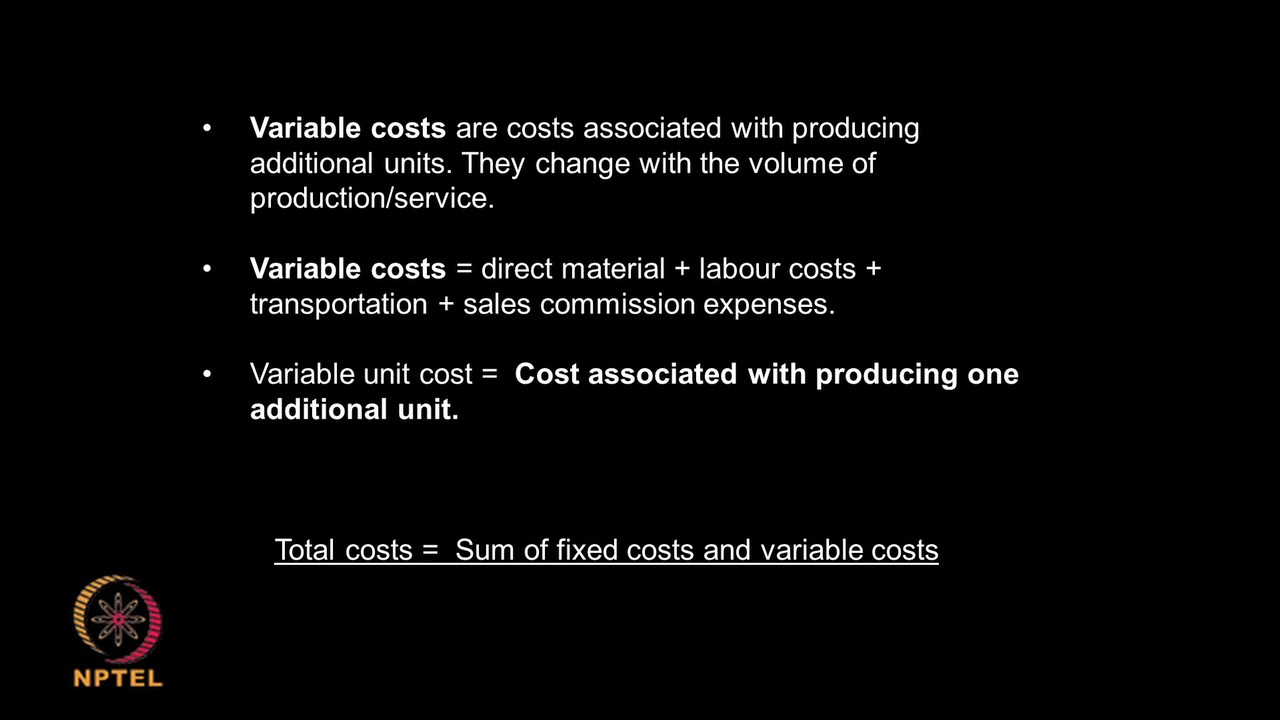 • Variable costs are costs associated with producing
additional units. They change with the volume of
production/service.
• Variable costs = direct material + labour costs +
transportation + sales commission expenses.
• Variable unit cost = Cost associated with producing one
additional unit.
Total costs = Sum of fixed costs and variable costs
NPTEL